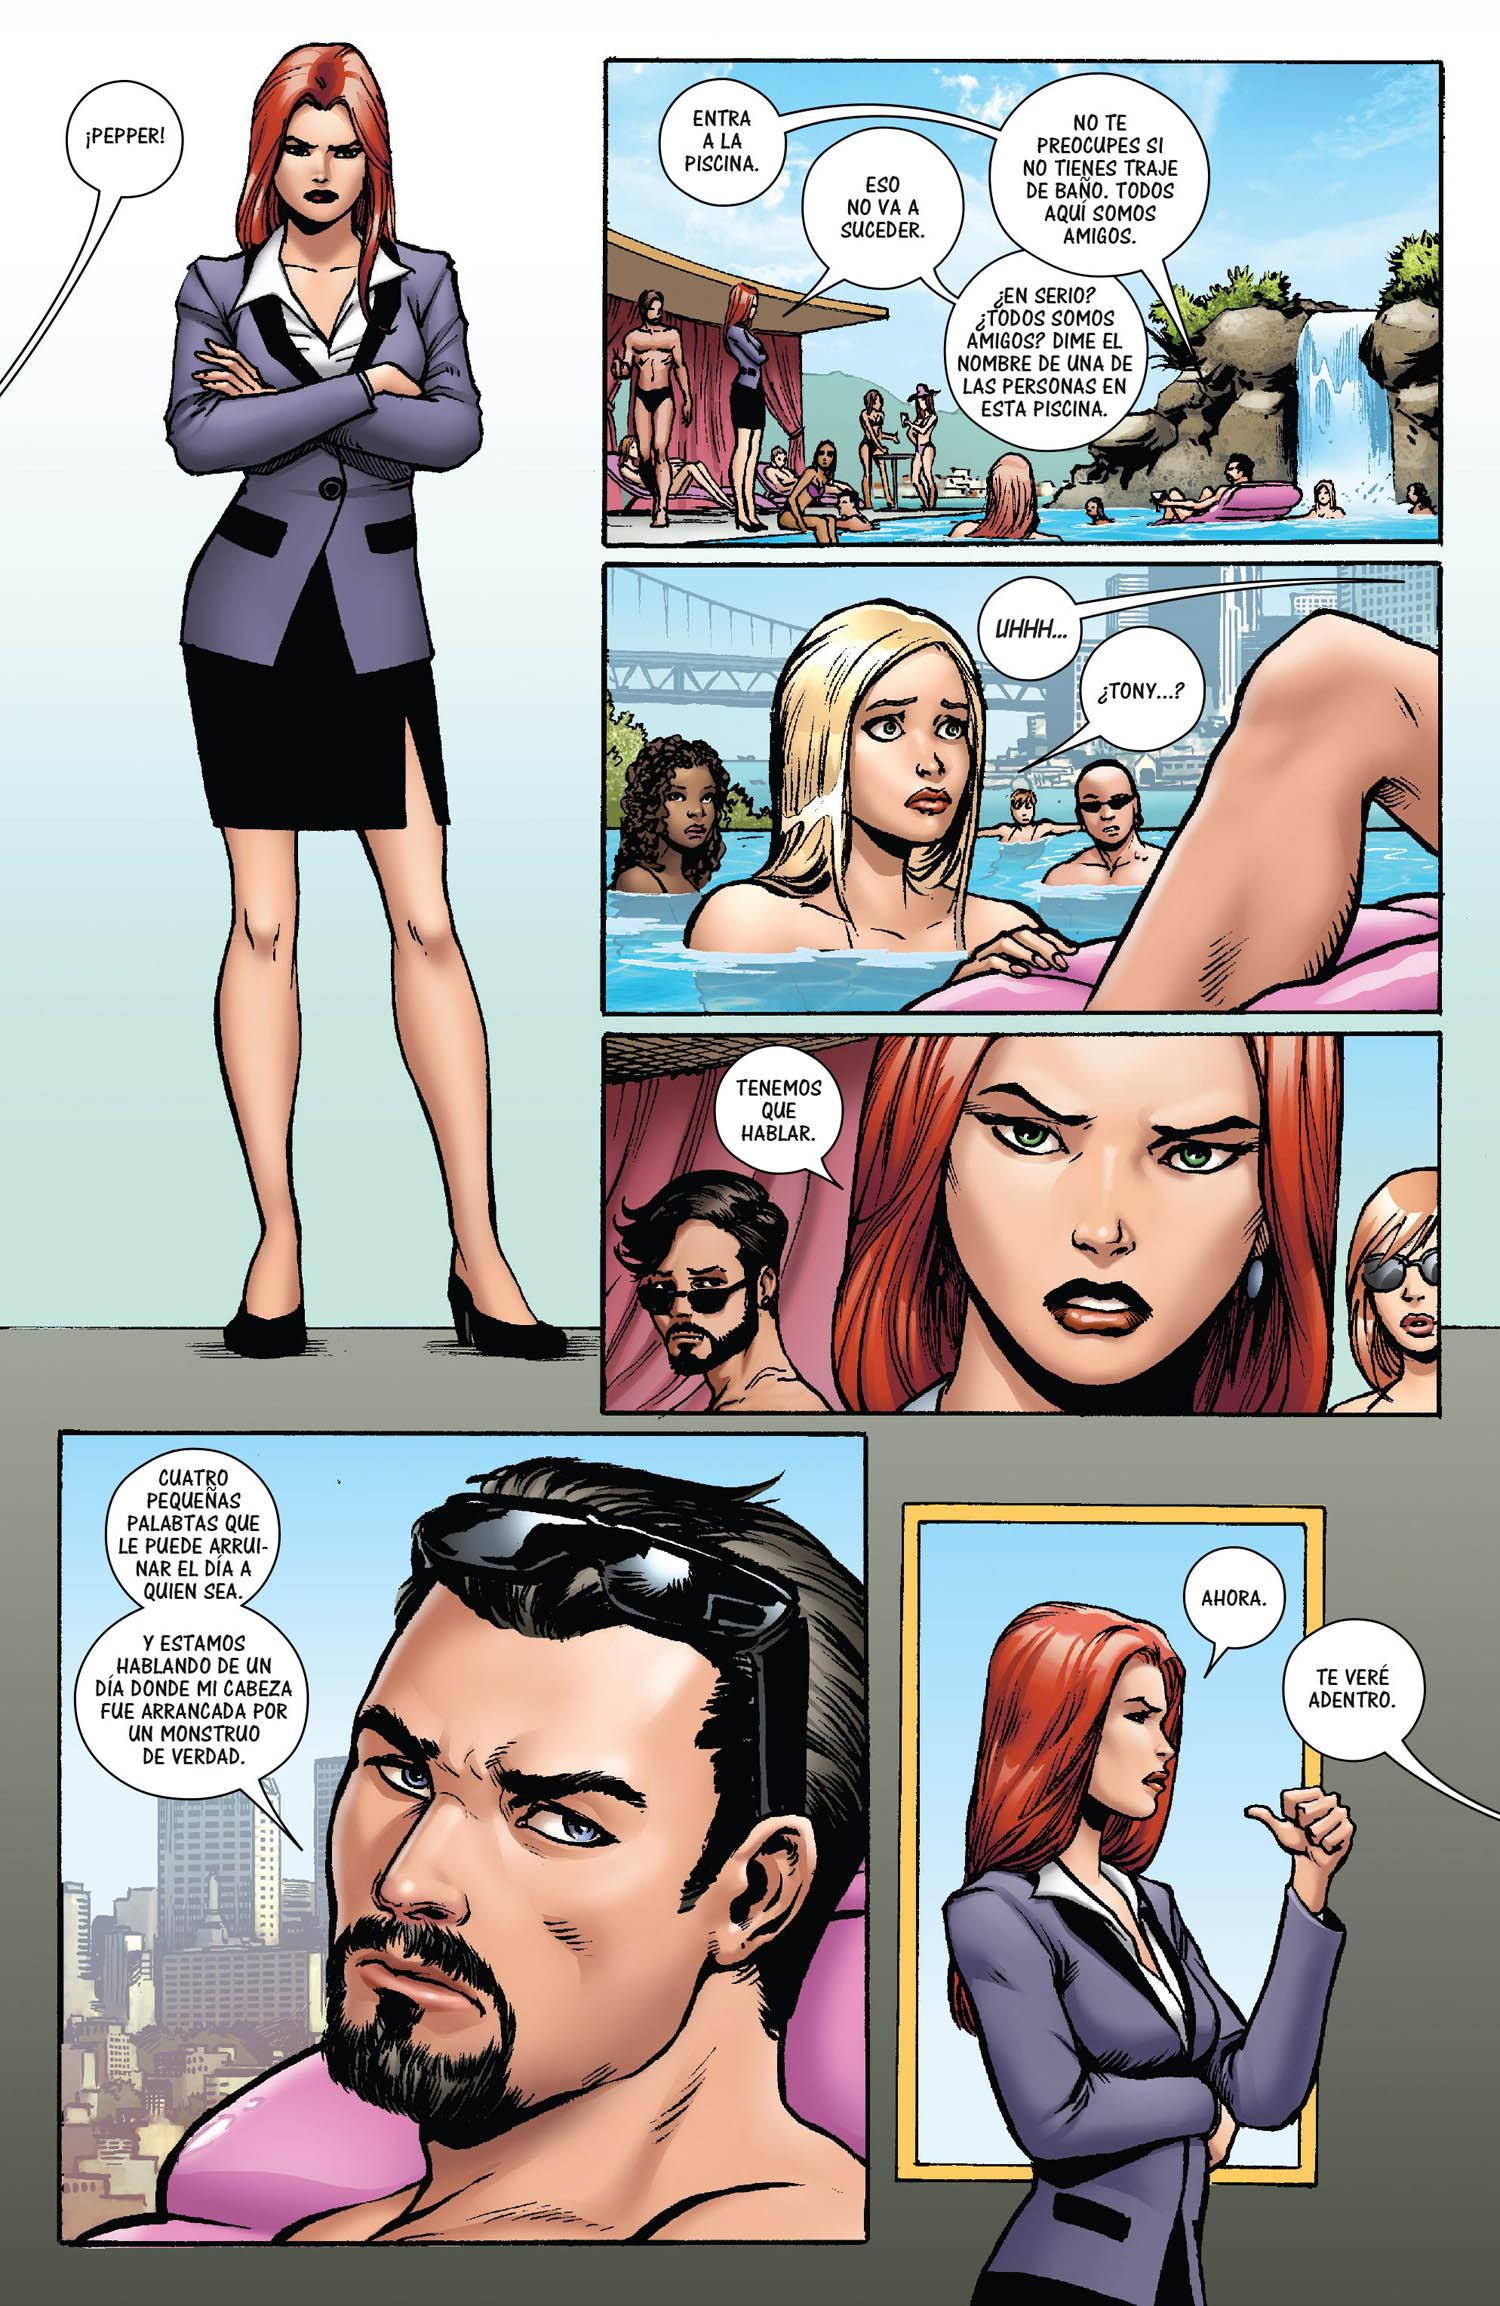 ¡PEPPER!
ENTRA
A LA
PISCINA.
NO TE
PREOCUPES SI
NO TIENES TRAJE
DE BAÑO. TODOS
AQUÍ SOMOS
AMIGOS.
ESO
NO VA A
SUCEDER.
¿EN SERIO?
¿TODOS SOMOS
AMIGOS? DIME EL
NOMBRE DE UNA DE
LAS PERSONAS EN
ESTA PISCINA.
UHHH...
¿TONY...?
TENEMOS
QUE
HABLAR.
CUATRO
PEQUEÑAS
PALABTAS QUE
LE PUEDE ARRUI-
NAR EL DÍA A
QUIEN SEA.
Y ESTAMOS
HABLANDO DE UN
DÍA DONDE MI CABEZA
FUE ARRANCADA POR
UN MONSTRUO
DE VERDAD.
AHORA.
TE VERÉ
ADENTRO.